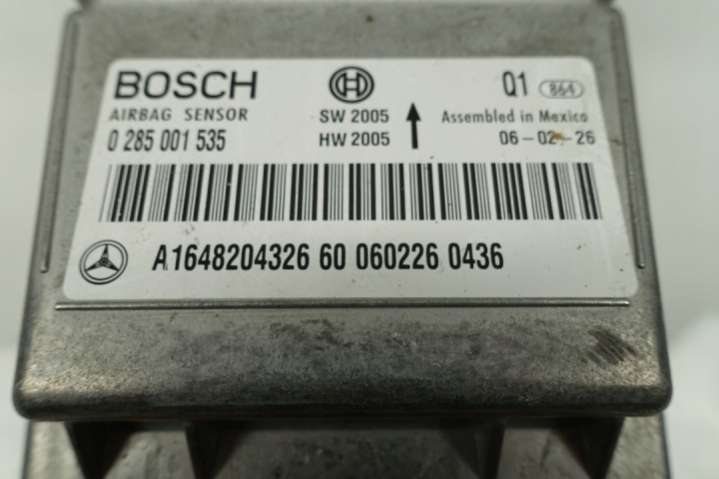 BOSCH
Q1 864
AIRBAG SENSOR SW 2005 Assembled in Mexico
0 285 001 535 HW 2005 06-02-26
A1648204326 60 060226 0436